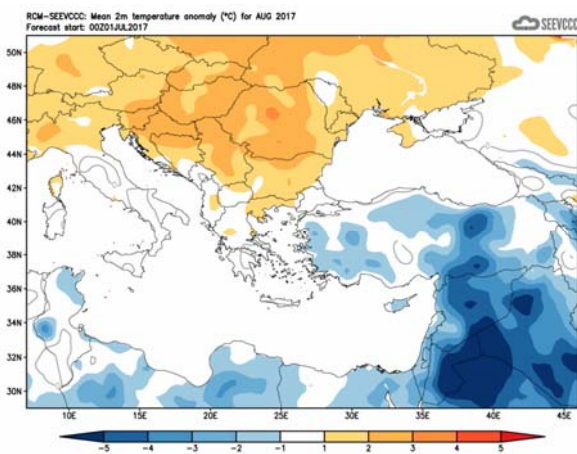 RCM-SEEVCCC: Mean 2m temperature anomaly (°C) for AUG 2017
Forecast start: 00Z01JUL2017
SEEVCCC
50N
48N
46N
44N
42N
40N
38N
36N
34N
32N
30N
10E 15E 20E 25E 30E 35E 40E 45E
-5 -4 -3 -2 -1 1 2 3 4 5